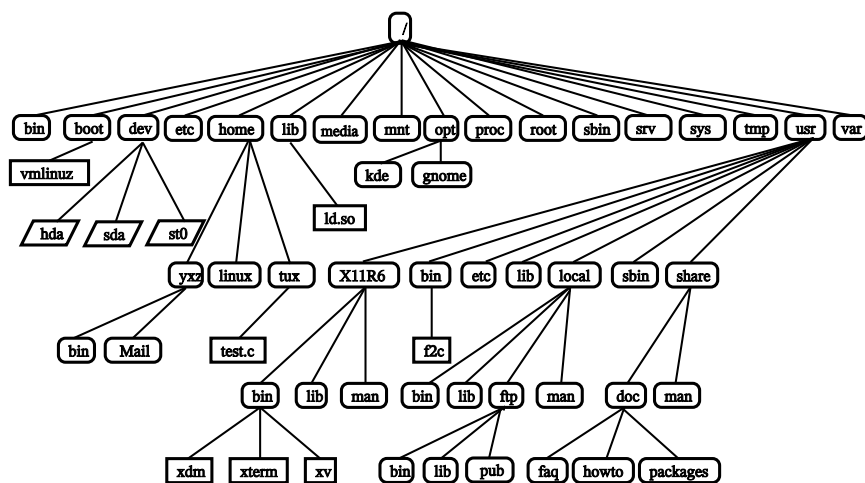 /
bin boot dev etc home lib media mnt opt proc root sbin srv sys tmp usr var
vmlinuz kde gnome
ld.so
hda sda st0
yxz linux tux X11R6 bin etc lib local sbin share
bin Mail test.c f2c
bin lib man bin lib ftp man doc man
xdm xterm xv bin lib pub faq howto packages